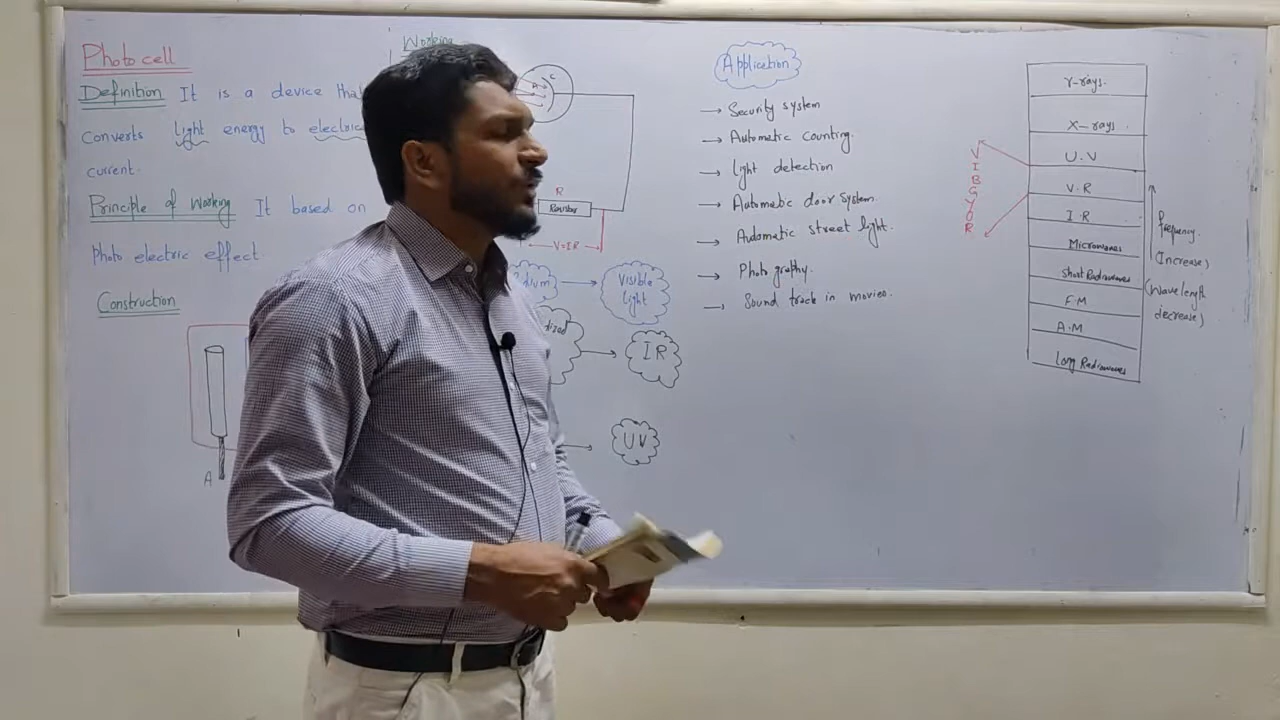 Photo cell
Definition It is a device that
Converts light energy to electric
current.
Principle of Working It based on
Photo electric effect
Construction
A
Working
A C
R
Resistor
V=IR
Visible
light
IR
UV
Application
→ Security system
→ Automatic counting.
→ light detection
→ Automatic door system
→ Automatic street light.
→ Photography.
→ Sound track in movies.
V
I
B
G
Y
O
R
γ-rays.
X-rays
U.V
V.R
I.R
Microwaves
Short Radiowaves
F.M
A.M
Long Radiowaves
frequency.
(Increase)
(Wavelength
decrease)